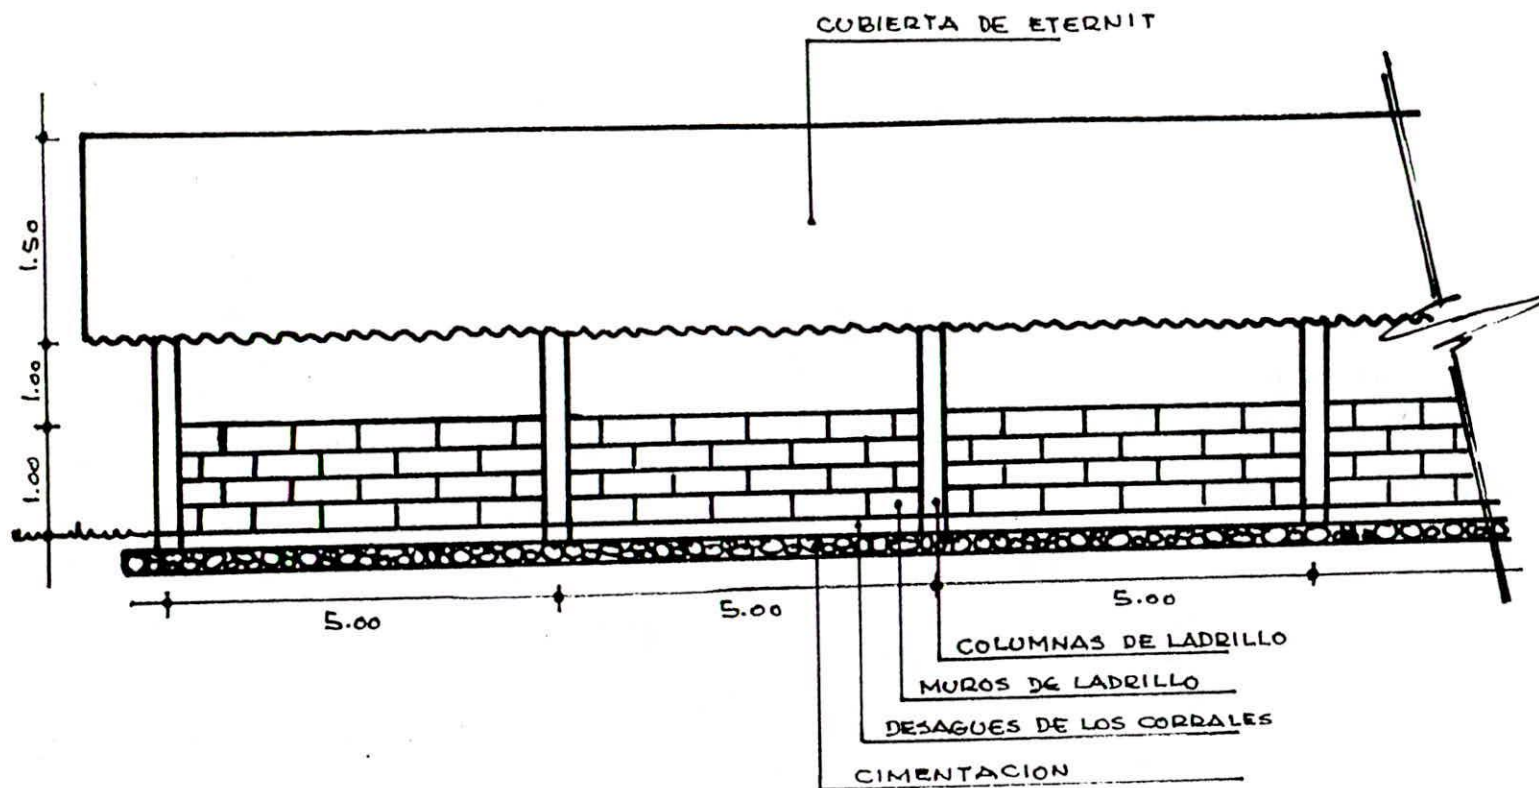 CUBIERTA DE ETERNIT
1.50
1.00
1.00
5.00
5.00
5.00
COLUMNAS DE LADRILLO
MUROS DE LADRILLO
DESAGUES DE LOS CORRALES
CIMENTACION